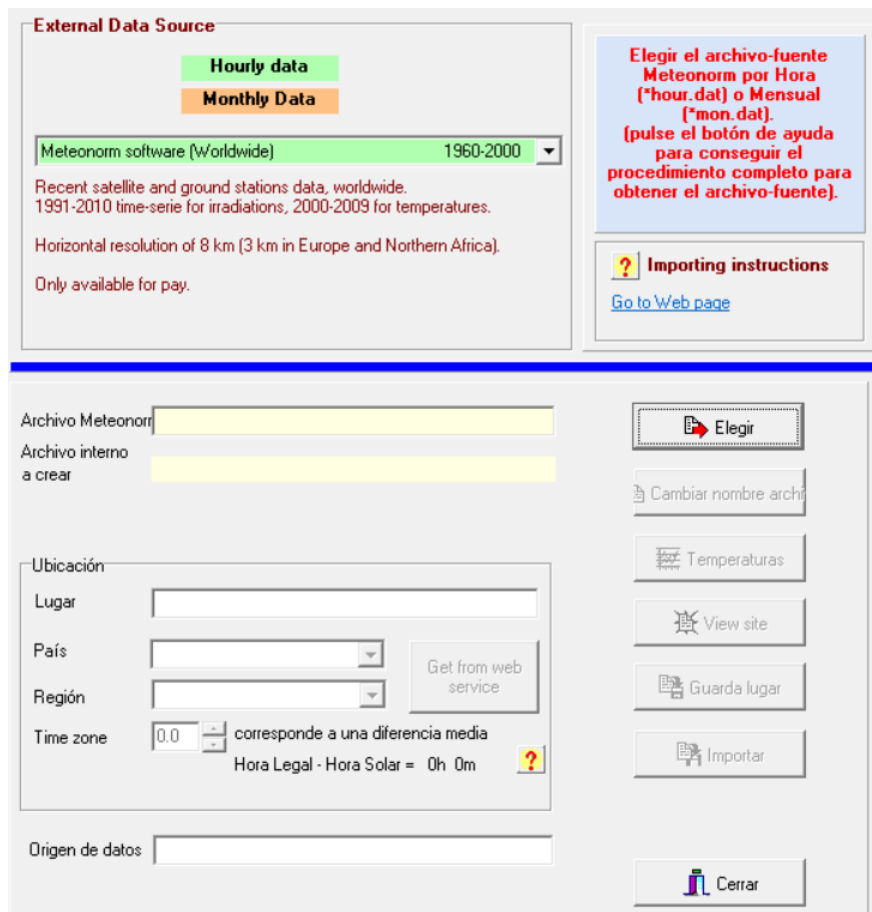 External Data Source
Hourly data
Monthly Data
Meteonorm software (Worldwide) 1960-2000
Recent satellite and ground stations data, worldwide.
1991-2010 time-serie for irradiations, 2000-2009 for temperatures.
Horizontal resolution of 8 km (3 km in Europe and Northern Africa).
Only available for pay.
Elegir el archivo-fuente
Meteonorm por Hora
(*hour.dat) o Mensual
(*mon.dat).
(pulse el botón de ayuda
para conseguir el
procedimiento completo para
obtener el archivo-fuente).
? Importing instructions
Go to Web page
Archivo Meteonorr
Archivo interno
a crear
Elegir
Cambiar nombre archi
Temperaturas
View site
Guarda lugar
Importar
Cerrar
Ubicación
Lugar
País
Región
Get from web
service
Time zone 0.0 corresponde a una diferencia media
Hora Legal - Hora Solar = 0h 0m ?
Origen de datos